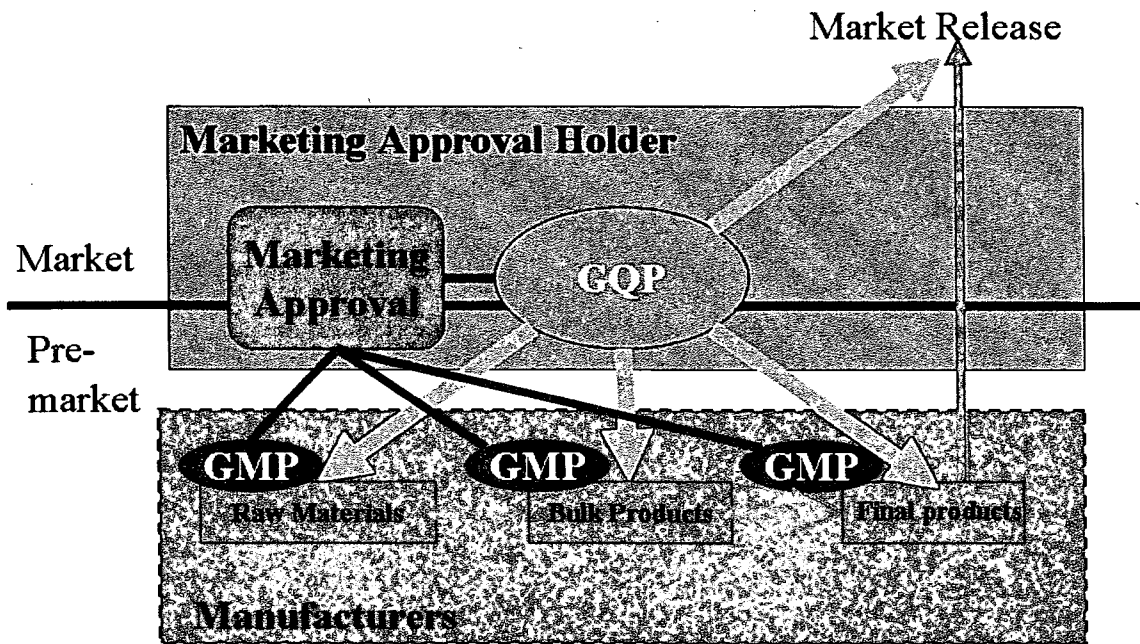 Market Release
Marketing Approval Holder
Market
Marketing
Approval
GQP
Pre-
market
GMP
GMP
GMP
Raw Materials
Bulk Products
Final products
Manufacturers